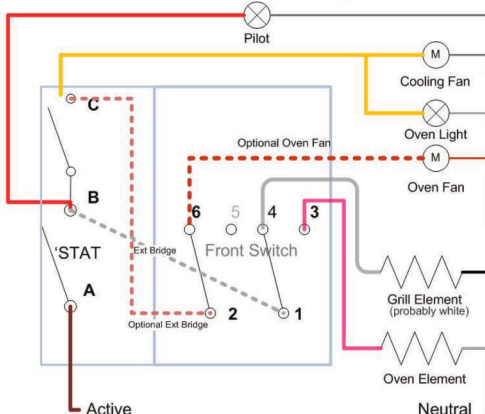 Pilot
M
Cooling Fan
C
Oven Light
Optional Oven Fan
M
Oven Fan
B
6
5
4
3
Ext Bridge
Front Switch
'STAT
A
Optional Ext Bridge
2
1
Grill Element
(probably white)
Oven Element
Active
Neutral